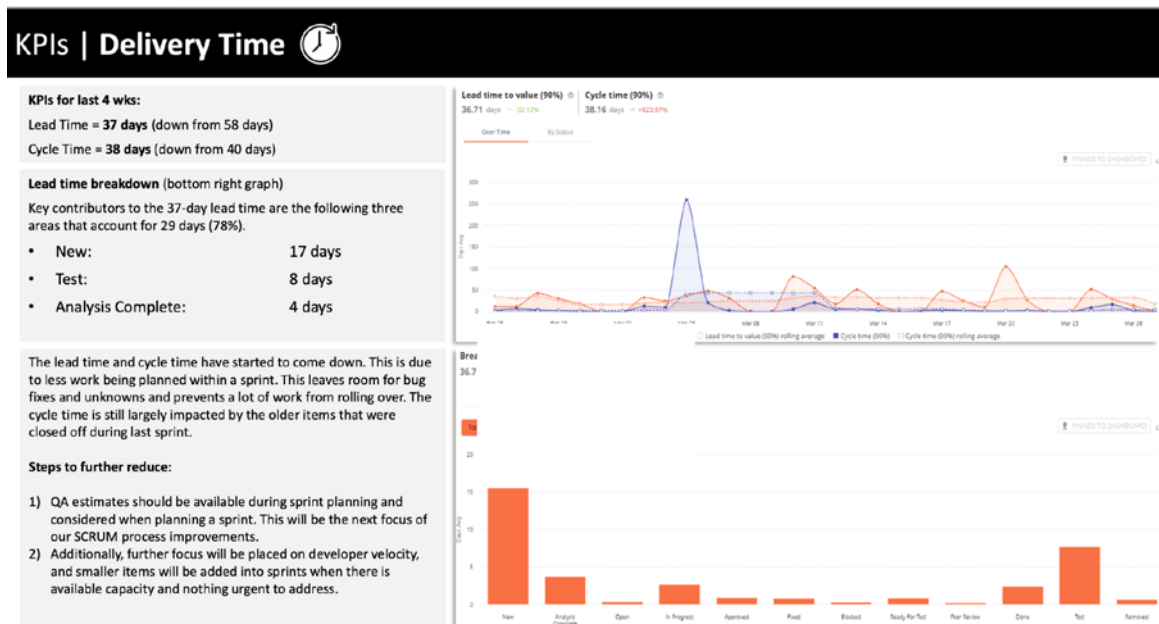 KPIs | Delivery Time
KPIs for last 4 wks:
Lead Time = 37 days (down from 58 days)
Cycle Time = 38 days (down from 40 days)
Lead time breakdown (bottom right graph)
Key contributors to the 37-day lead time are the following three
areas that account for 29 days (78%).
• New: 17 days
• Test: 8 days
• Analysis Complete: 4 days
The lead time and cycle time have started to come down. This is due
to less work being planned within a sprint. This leaves room for bug
fixes and unknowns and prevents a lot of work from rolling over. The
cycle time is still largely impacted by the older items that were
closed off during last sprint.
Steps to further reduce:
1) QA estimates should be available during sprint planning and
considered when planning a sprint. This will be the next focus of
our SCRUM process improvements.
2) Additionally, further focus will be placed on developer velocity,
and smaller items will be added into sprints when there is
available capacity and nothing urgent to address.
Lead time to value (90%) Cycle time (90%)
36.71 days -32.12% 38.16 days +823.97%
Over Time By Status
PINNED TO DASHBOARD
300
250
200
150
100
50
0
Days Avg
Mar 08 Mar 11 Mar 14 Mar 17 Mar 20 Mar 23 Mar 26
Lead time to value (90%) rolling average Cycle time (90%) Cycle time (90%) rolling average
Brea
36.7
PINNED TO DASHBOARD
20
15
10
5
0
Days Avg
New Analysis Complete Open In Progress Approved Fixed Blocked Ready For Test Peer Review Done Test Removed